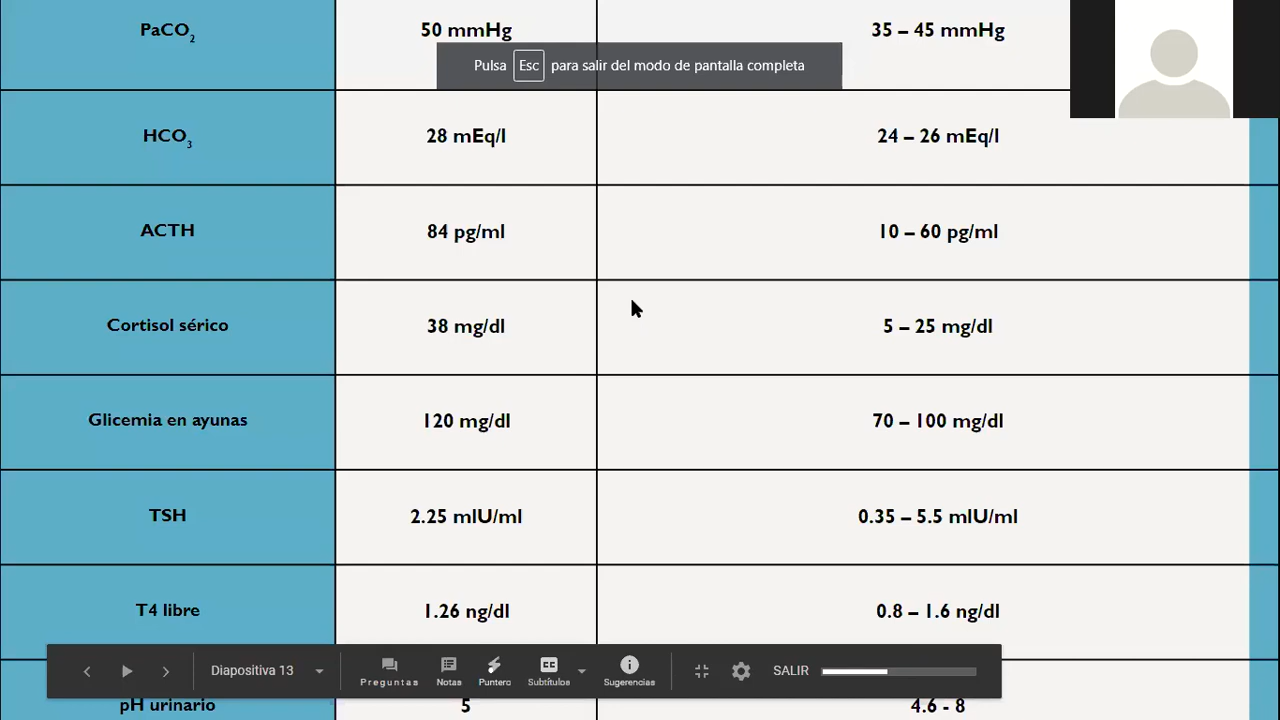 PaCO2 50 mmHg 35 – 45 mmHg
Pulsa Esc para salir del modo de pantalla completa
HCO3 28 mEq/l 24 – 26 mEq/l
ACTH 84 pg/ml 10 – 60 pg/ml
Cortisol sérico 38 mg/dl 5 – 25 mg/dl
Glicemia en ayunas 120 mg/dl 70 – 100 mg/dl
TSH 2.25 mlU/ml 0.35 – 5.5 mlU/ml
T4 libre 1.26 ng/dl 0.8 – 1.6 ng/dl
Diapositiva 13 Preguntas Notas Puntero CC Subtítulos Sugerencias SALIR
pH urinario 5 4.6 - 8